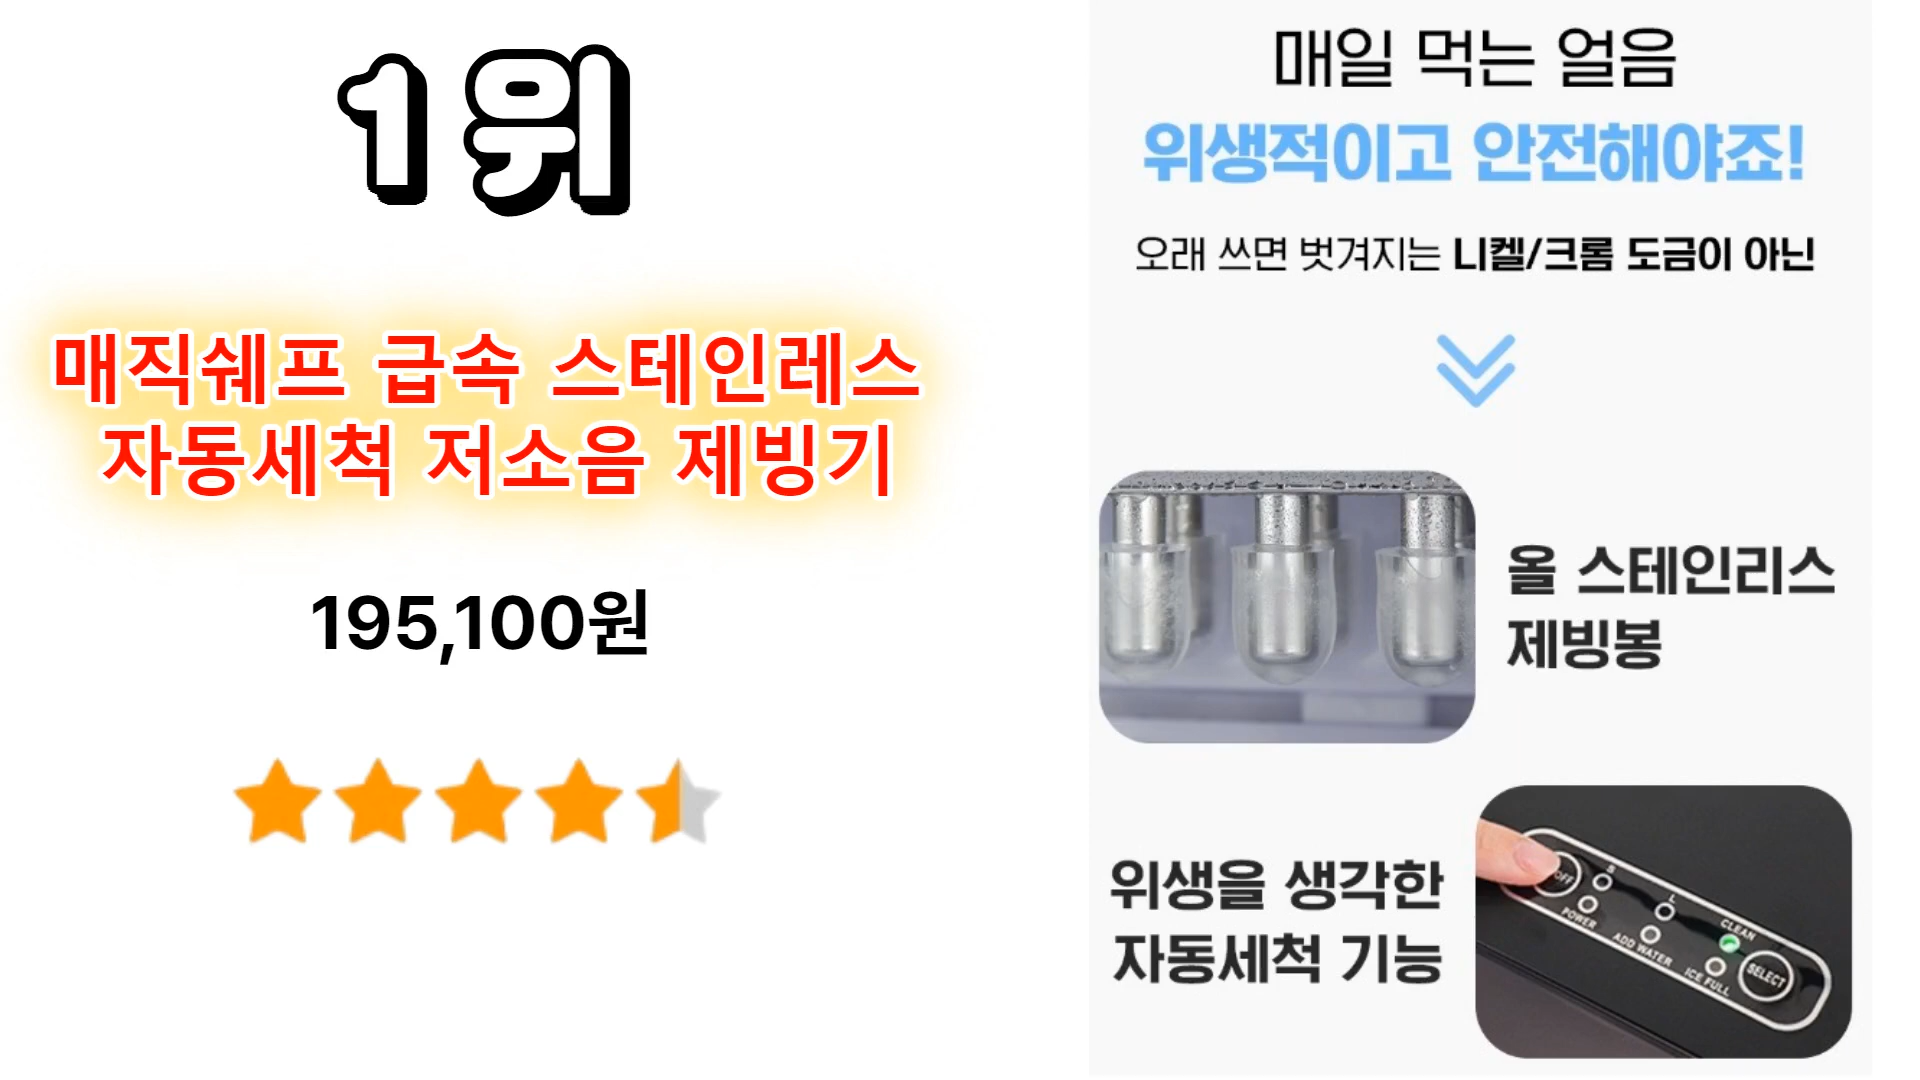 1위
매직쉐프 급속 스테인레스
자동세척 저소음 제빙기
195,100원
매일 먹는 얼음
위생적이고 안전해야죠!
오래 쓰면 벗겨지는 니켈/크롬 도금이 아닌
올 스테인리스
제빙봉
위생을 생각한
자동세척 기능
OFF
S
L
CLEAN
POWER
ADD WATER
ICE FULL
SELECT